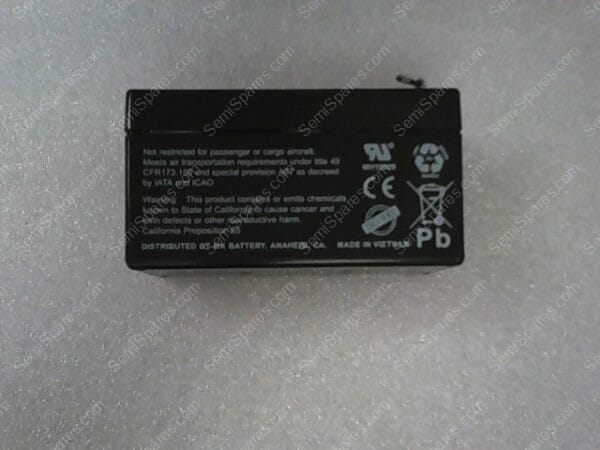 Not restricted for passenger or cargo aircraft.
Meets air transportation requirements under title 49
CFR173 159 and special provision A67 as decreed
by IATA and ICAO
Warning: This product contains or emits chemicals
known to State of California to cause cancer and
birth defects or other reproductive harm
California Proposition 65
DISTRIBUTED BY MK BATTERY, ANAHEIM, CA. MADE IN VIETNAM
CE
Pb
SemiSpares.com